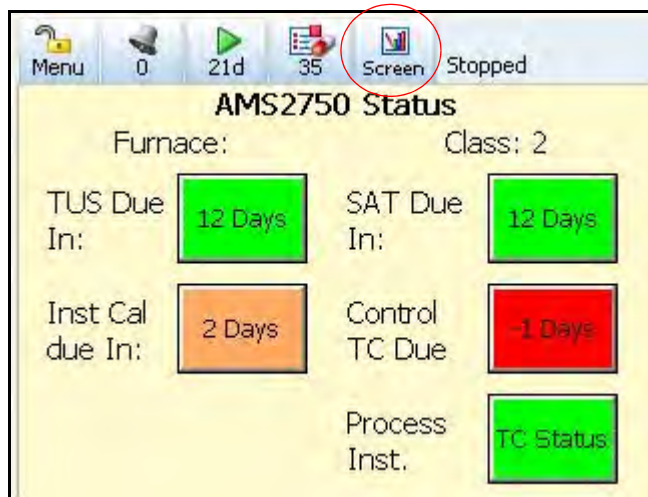 Menu 0 21d 35 Screen Stopped
AMS2750 Status
Furnace: Class: 2
TUS Due In: 12 Days SAT Due In: 12 Days
Inst Cal due In: 2 Days Control TC Due -1 Days
Process Inst. TC Status